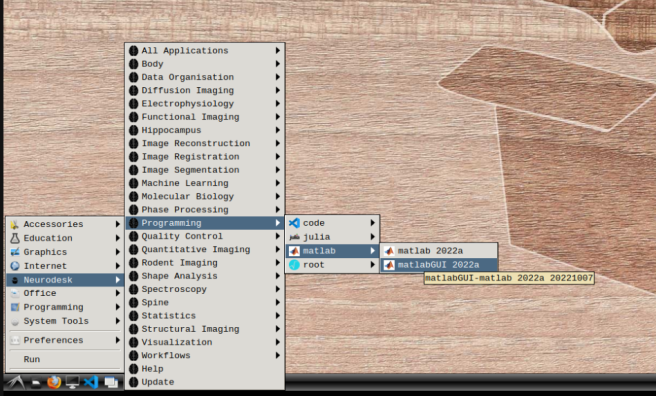 All Applications
Body
Data Organisation
Diffusion Imaging
Electrophysiology
Functional Imaging
Hippocampus
Image Reconstruction
Image Registration
Image Segmentation
Machine Learning
Molecular Biology
Phase Processing
Programming
Quality Control
Quantitative Imaging
Rodent Imaging
Shape Analysis
Spectroscopy
Spine
Statistics
Structural Imaging
Visualization
Workflows
Help
Update
Accessories
Education
Graphics
Internet
Neurodesk
Office
Programming
System Tools
Preferences
Run
code
julia
matlab
root
matlab 2022a
matlabGUI 2022a
matlabGUI-matlab 2022a 20221007